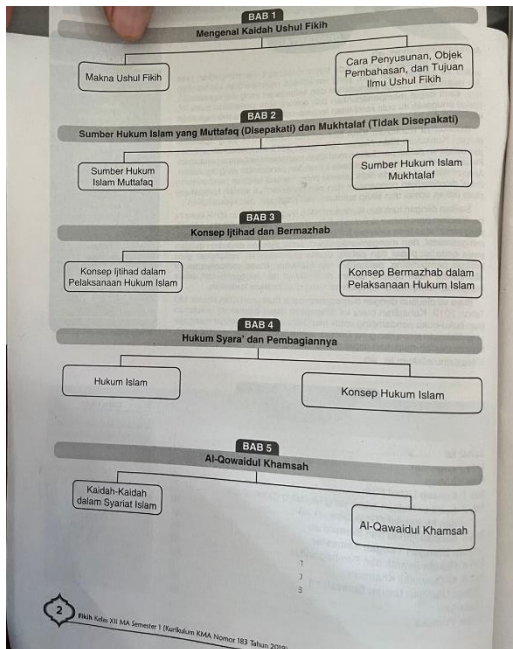 BAB 1
Mengenal Kaidah Ushul Fikih
Makna Ushul Fikih
Cara Penyusunan, Objek
Pembahasan, dan Tujuan
Ilmu Ushul Fikih
BAB 2
Sumber Hukum Islam yang Muttafaq (Disepakati) dan Mukhtalaf (Tidak Disepakati)
Sumber Hukum
Islam Muttafaq
Sumber Hukum Islam
Mukhtalaf
BAB 3
Konsep Ijtihad dan Bermazhab
Konsep Ijtihad dalam
Pelaksanaan Hukum Islam
Konsep Bermazhab dalam
Pelaksanaan Hukum Islam
BAB 4
Hukum Syara' dan Pembagiannya
Hukum Islam
Konsep Hukum Islam
BAB 5
Al-Qowaidul Khamsah
Kaidah-Kaidah
dalam Syariat Islam
Al-Qawaidul Khamsah
2
Fikih Kelas XII MA Semester 1 (Kurikulum KMA Nomor 183 Tahun 2019)